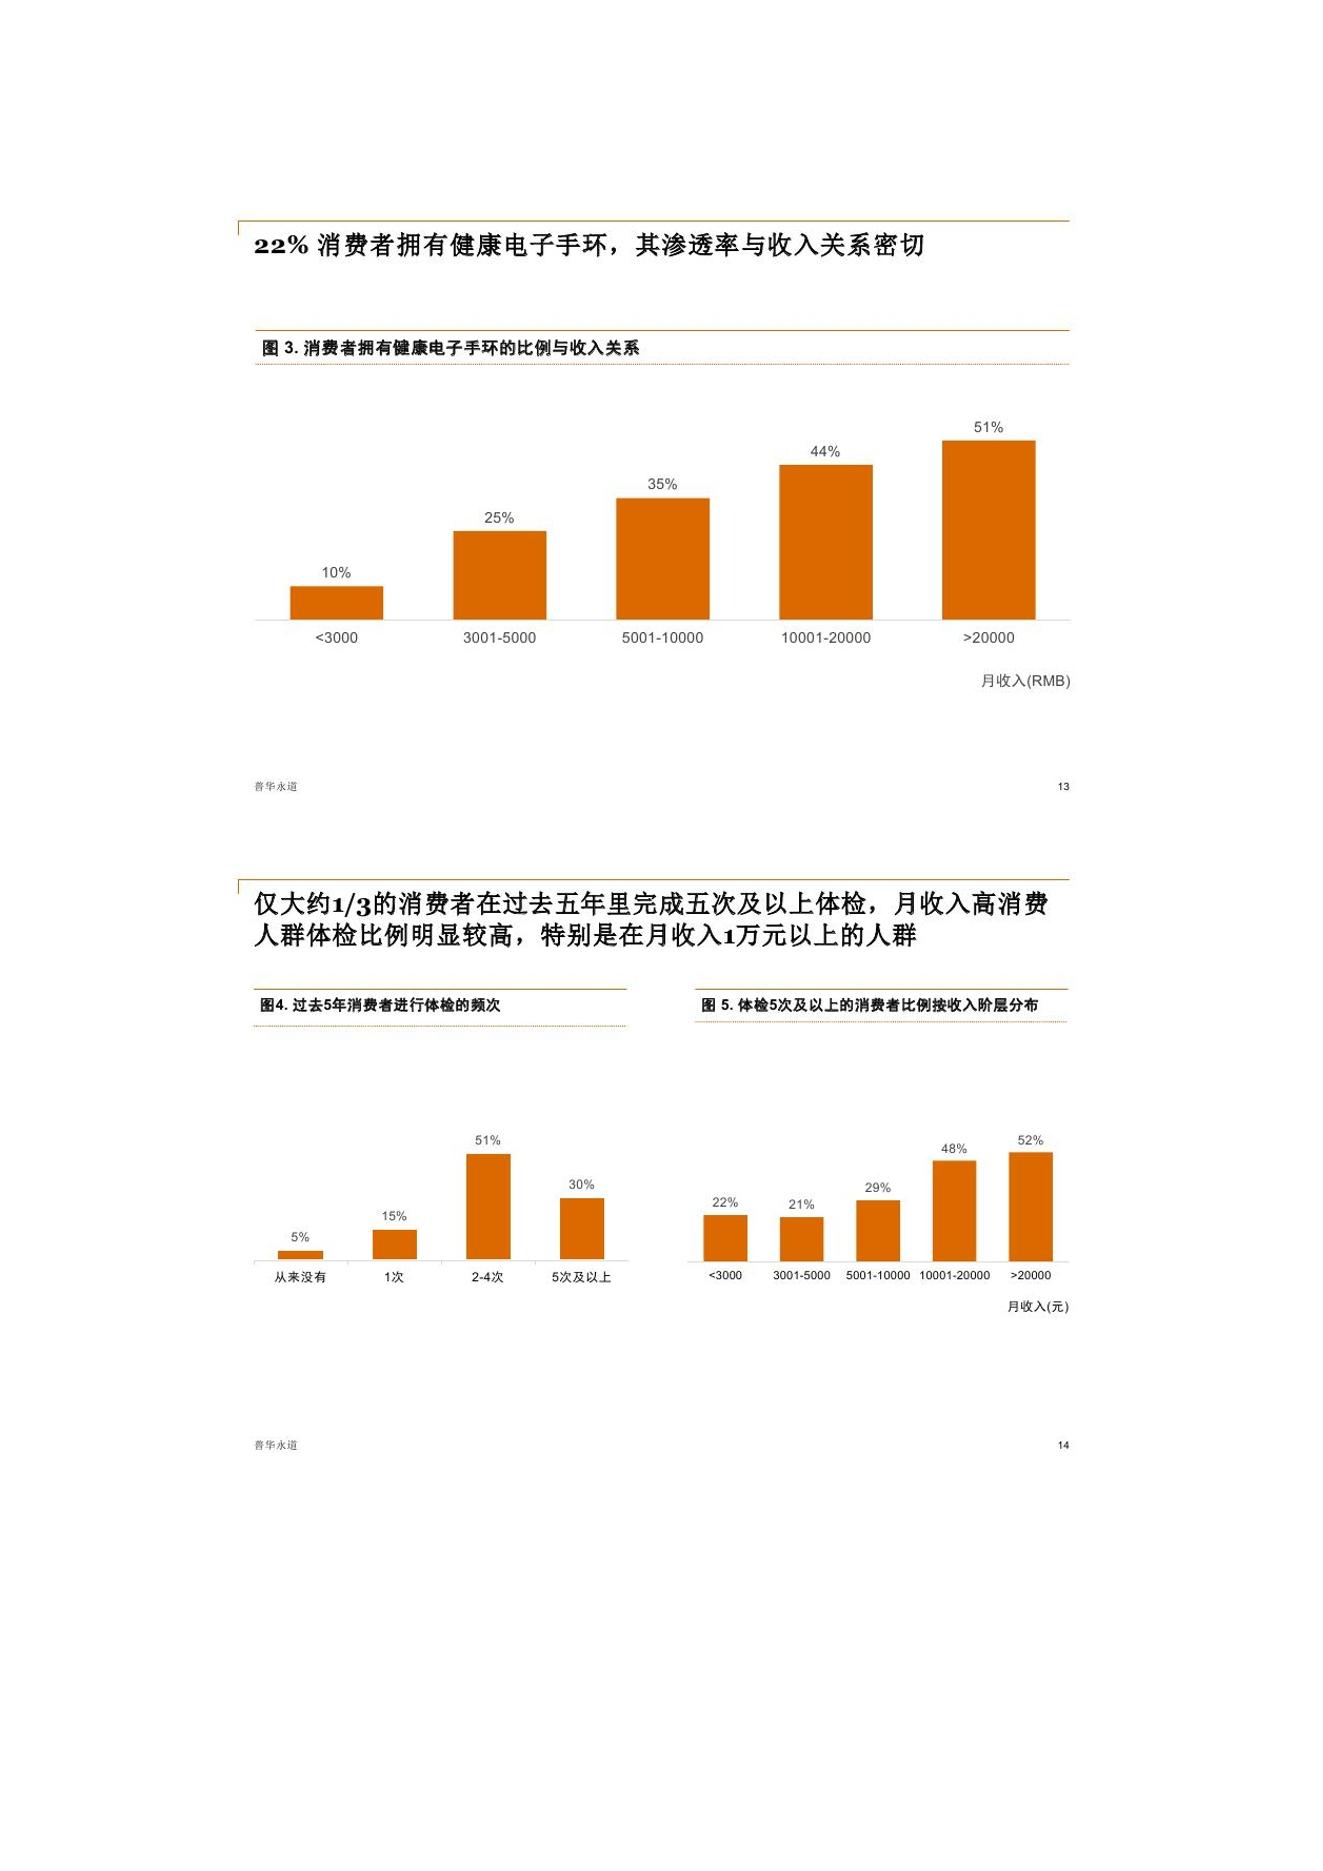 22% 消费者拥有健康电子手环，其渗透率与收入关系密切
图 3. 消费者拥有健康电子手环的比例与收入关系
10%
25%
35%
44%
51%
<3000
3001-5000
5001-10000
10001-20000
>20000
月收入(RMB)
普华永道
13
仅大约1/3的消费者在过去五年里完成五次及以上体检，月收入高消费
人群体检比例明显较高，特别是在月收入1万元以上的人群
图4. 过去5年消费者进行体检的频次
5%
15%
51%
30%
从来没有
1次
2-4次
5次及以上
图 5. 体检5次及以上的消费者比例按收入阶层分布
22%
21%
29%
48%
52%
<3000
3001-5000
5001-10000
10001-20000
>20000
月收入(元)
普华永道
14